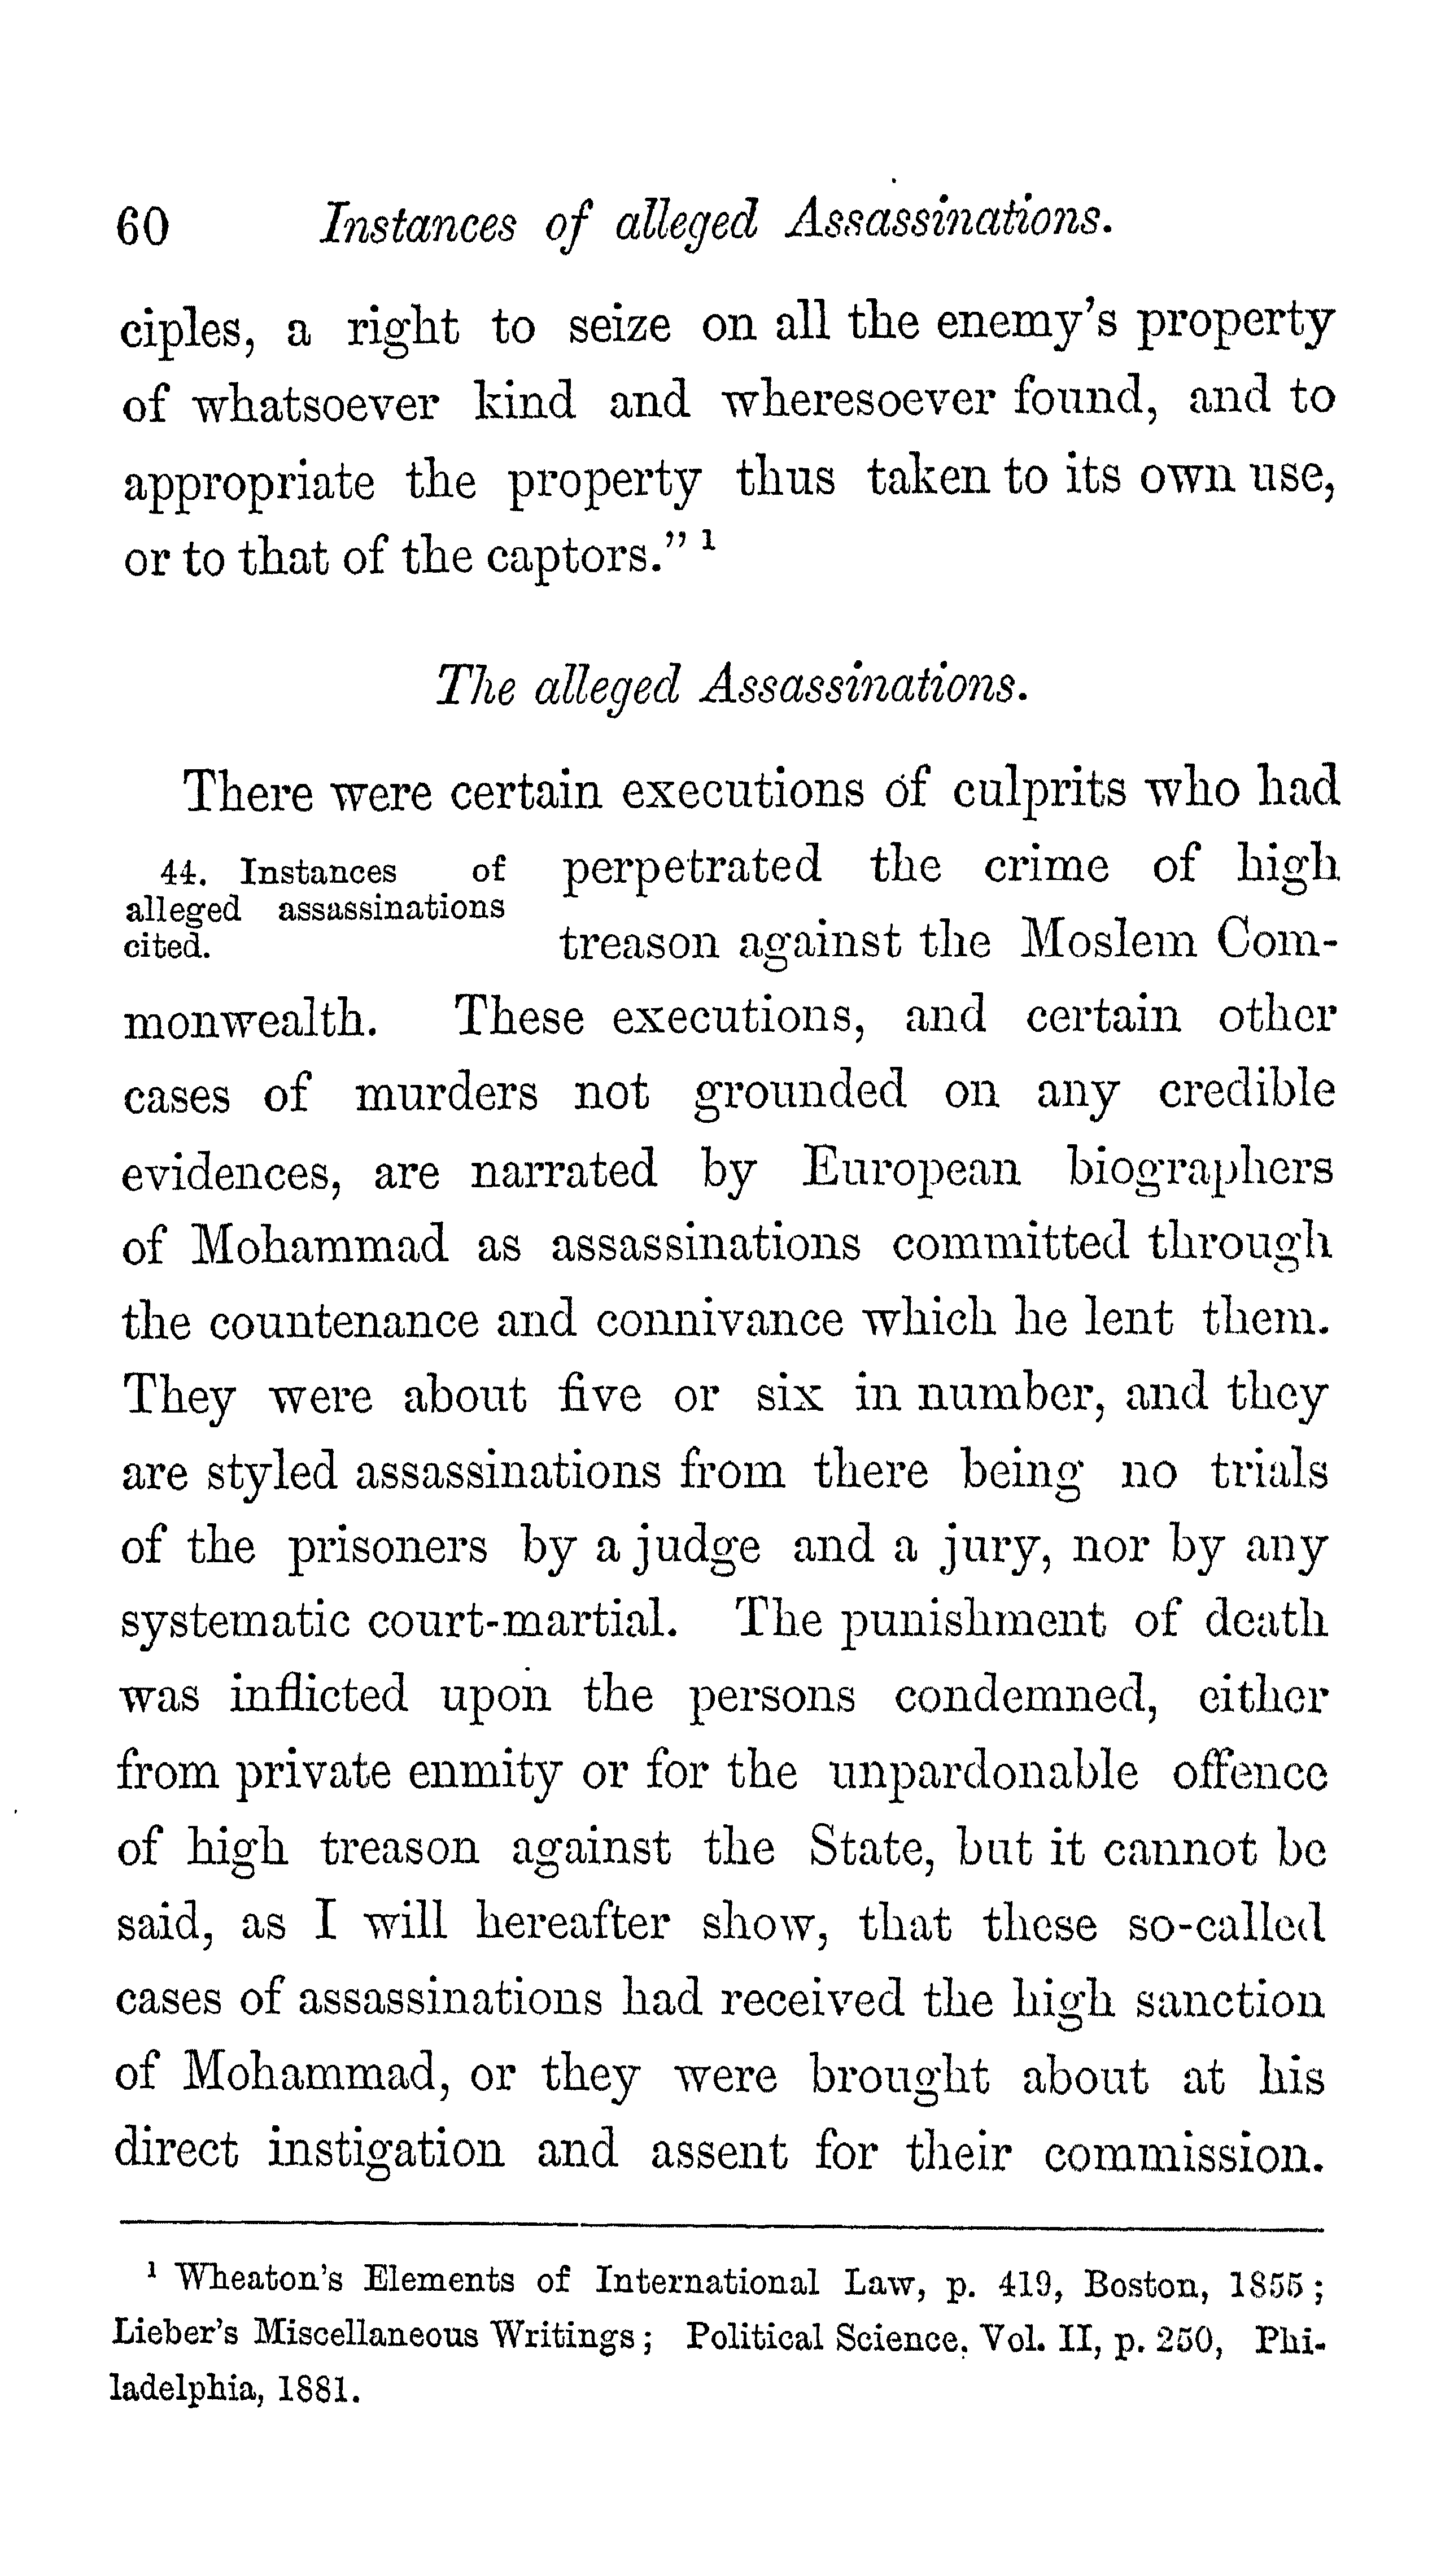 60 Instances of alleged Assassinations.
ciples, a right to seize on all the enemy's property
of whatsoever kind and wheresoever found, and to
appropriate the property thus taken to its own use,
or to that of the captors." 1
The alleged Assassinations.
There were certain executions of culprits who had
44. Instances of
alleged assassinations
cited.
perpetrated the crime of high
treason against the Moslem Com-
monwealth. These executions, and certain other
cases of murders not grounded on any credible
evidences, are narrated by European biographers
of Mohammad as assassinations committed through
the countenance and connivance which he lent them.
They were about five or six in number, and they
are styled assassinations from there being no trials
of the prisoners by a judge and a jury, nor by any
systematic court-martial. The punishment of death
was inflicted upon the persons condemned, either
from private enmity or for the unpardonable offence
of high treason against the State, but it cannot be
said, as I will hereafter show, that these so-called
cases of assassinations had received the high sanction
of Mohammad, or they were brought about at his
direct instigation and assent for their commission.
1 Wheaton's Elements of International Law, p. 419, Boston, 1855;
Lieber's Miscellaneous Writings; Political Science. Vol. II, p. 250, Phi-
ladelphia, 1881.